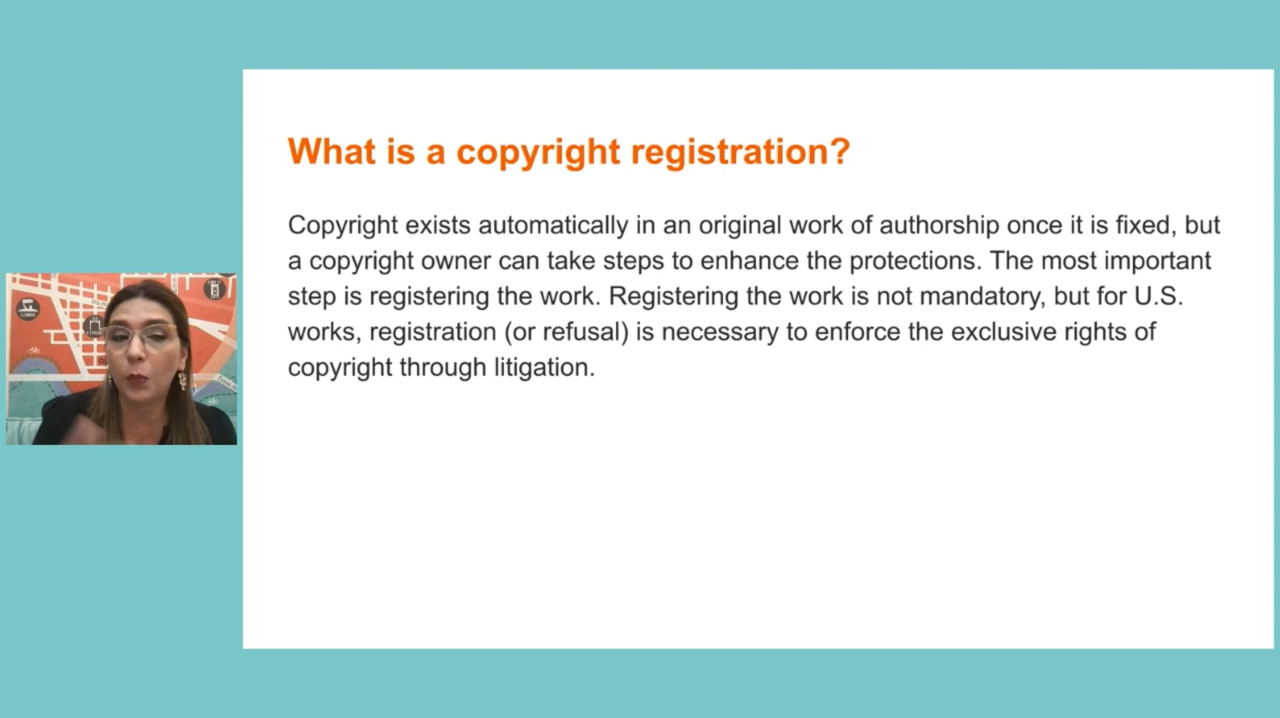 What is a copyright registration?
Copyright exists automatically in an original work of authorship once it is fixed, but
a copyright owner can take steps to enhance the protections. The most important
step is registering the work. Registering the work is not mandatory, but for U.S.
works, registration (or refusal) is necessary to enforce the exclusive rights of
copyright through litigation.